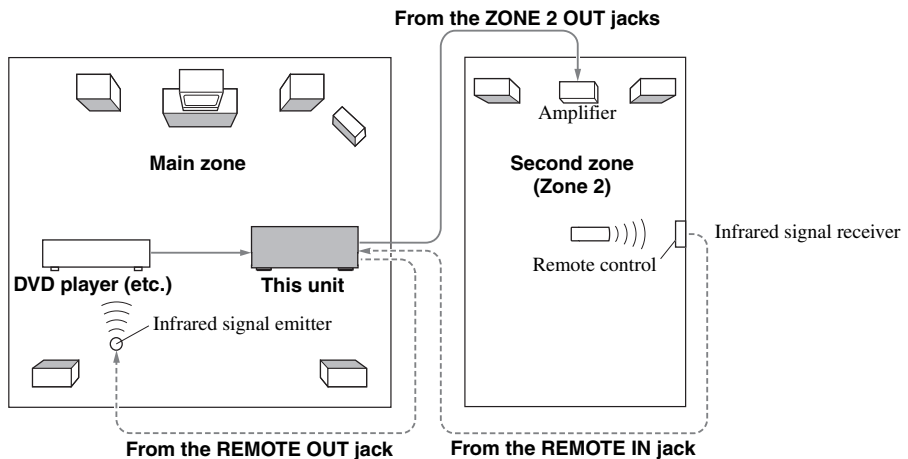 From the ZONE 2 OUT jacks
Amplifier
Main zone
Second zone
(Zone 2)
Infrared signal receiver
Remote control
DVD player (etc.)
This unit
Infrared signal emitter
From the REMOTE OUT jack
From the REMOTE IN jack